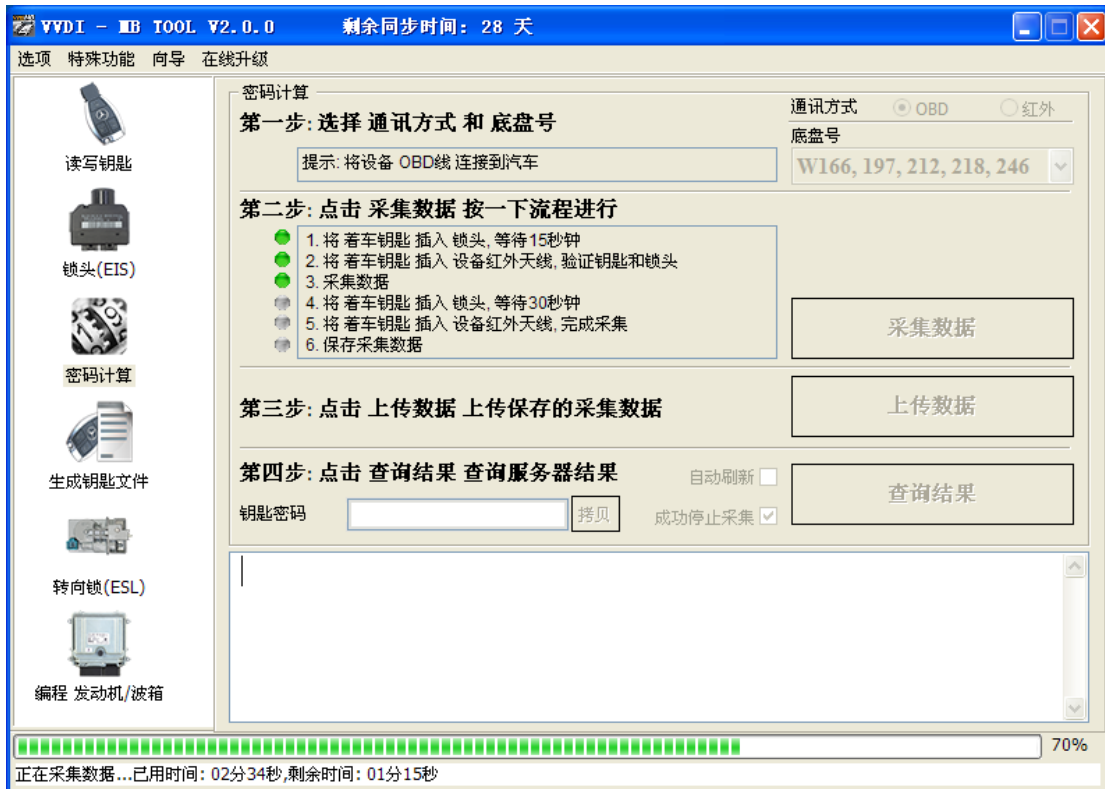 VVDI - MB TOOL V2.0.0 剩余同步时间: 28 天
选项 特殊功能 向导 在线升级
读写钥匙
锁头(EIS)
密码计算
生成钥匙文件
转向锁(ESL)
编程 发动机/波箱
密码计算
第一步: 选择 通讯方式 和 底盘号
提示: 将设备 OBD线 连接到汽车
通讯方式 OBD 红外
底盘号
W166, 197, 212, 218, 246
第二步: 点击 采集数据 按一下流程进行
1. 将 着车钥匙 插入 锁头, 等待15秒钟
2. 将 着车钥匙 插入 设备红外天线, 验证钥匙和锁头
3. 采集数据
4. 将 着车钥匙 插入 锁头, 等待30秒钟
5. 将 着车钥匙 插入 设备红外天线, 完成采集
6. 保存采集数据
采集数据
第三步: 点击 上传数据 上传保存的采集数据
上传数据
第四步: 点击 查询结果 查询服务器结果
自动刷新
查询结果
钥匙密码
拷贝
成功停止采集
70%
正在采集数据...已用时间: 02分34秒,剩余时间: 01分15秒